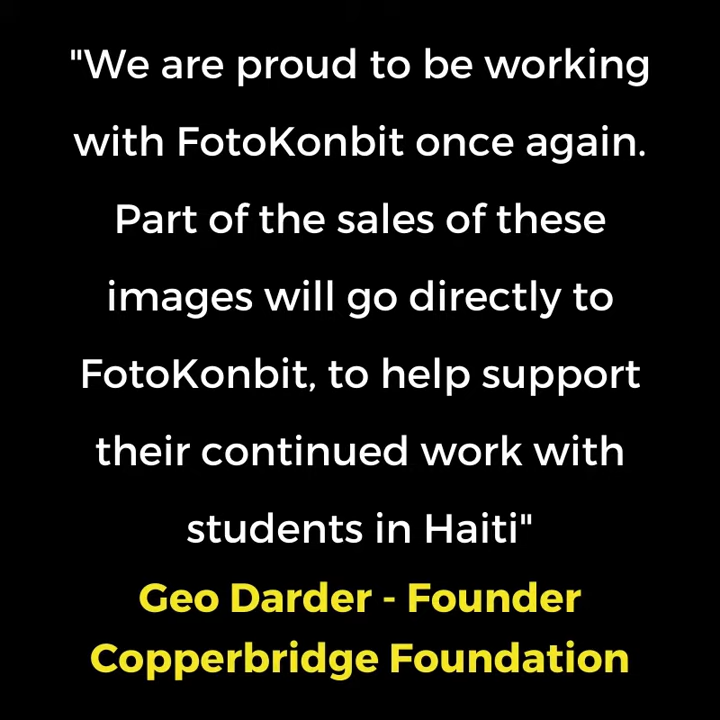 "We are proud to be working
with FotoKonbit once again.
Part of the sales of these
images will go directly to
FotoKonbit, to help support
their continued work with
students in Haiti"
Geo Darder - Founder
Copperbridge Foundation